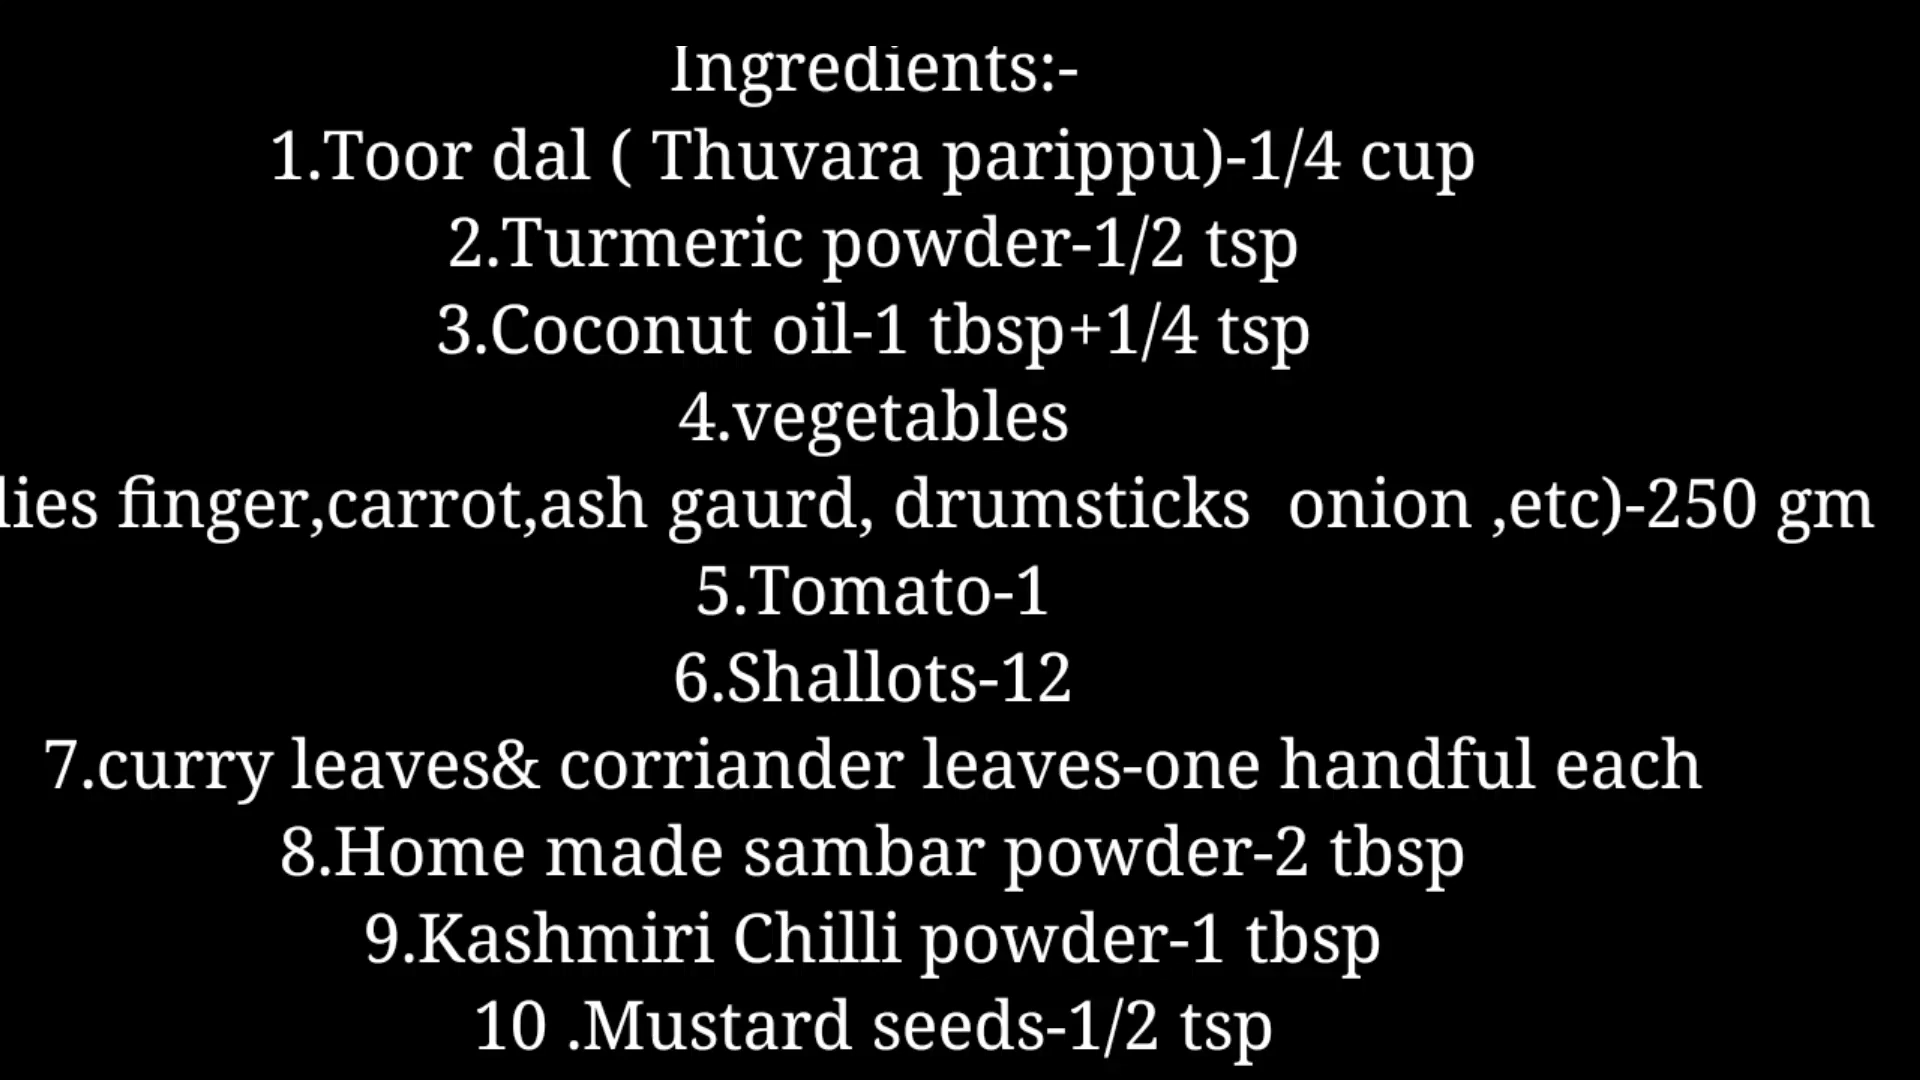 Ingredients:-
1.Toor dal ( Thuvara parippu)-1/4 cup
2.Turmeric powder-1/2 tsp
3.Coconut oil-1 tbsp+1/4 tsp
4.vegetables
finger,carrot,ash gaurd, drumsticks  onion ,etc)-250 gm
5.Tomato-1
6.Shallots-12
7.curry leaves& corriander leaves-one handful each
8.Home made sambar powder-2 tbsp
9.Kashmiri Chilli powder-1 tbsp
10 .Mustard seeds-1/2 tsp